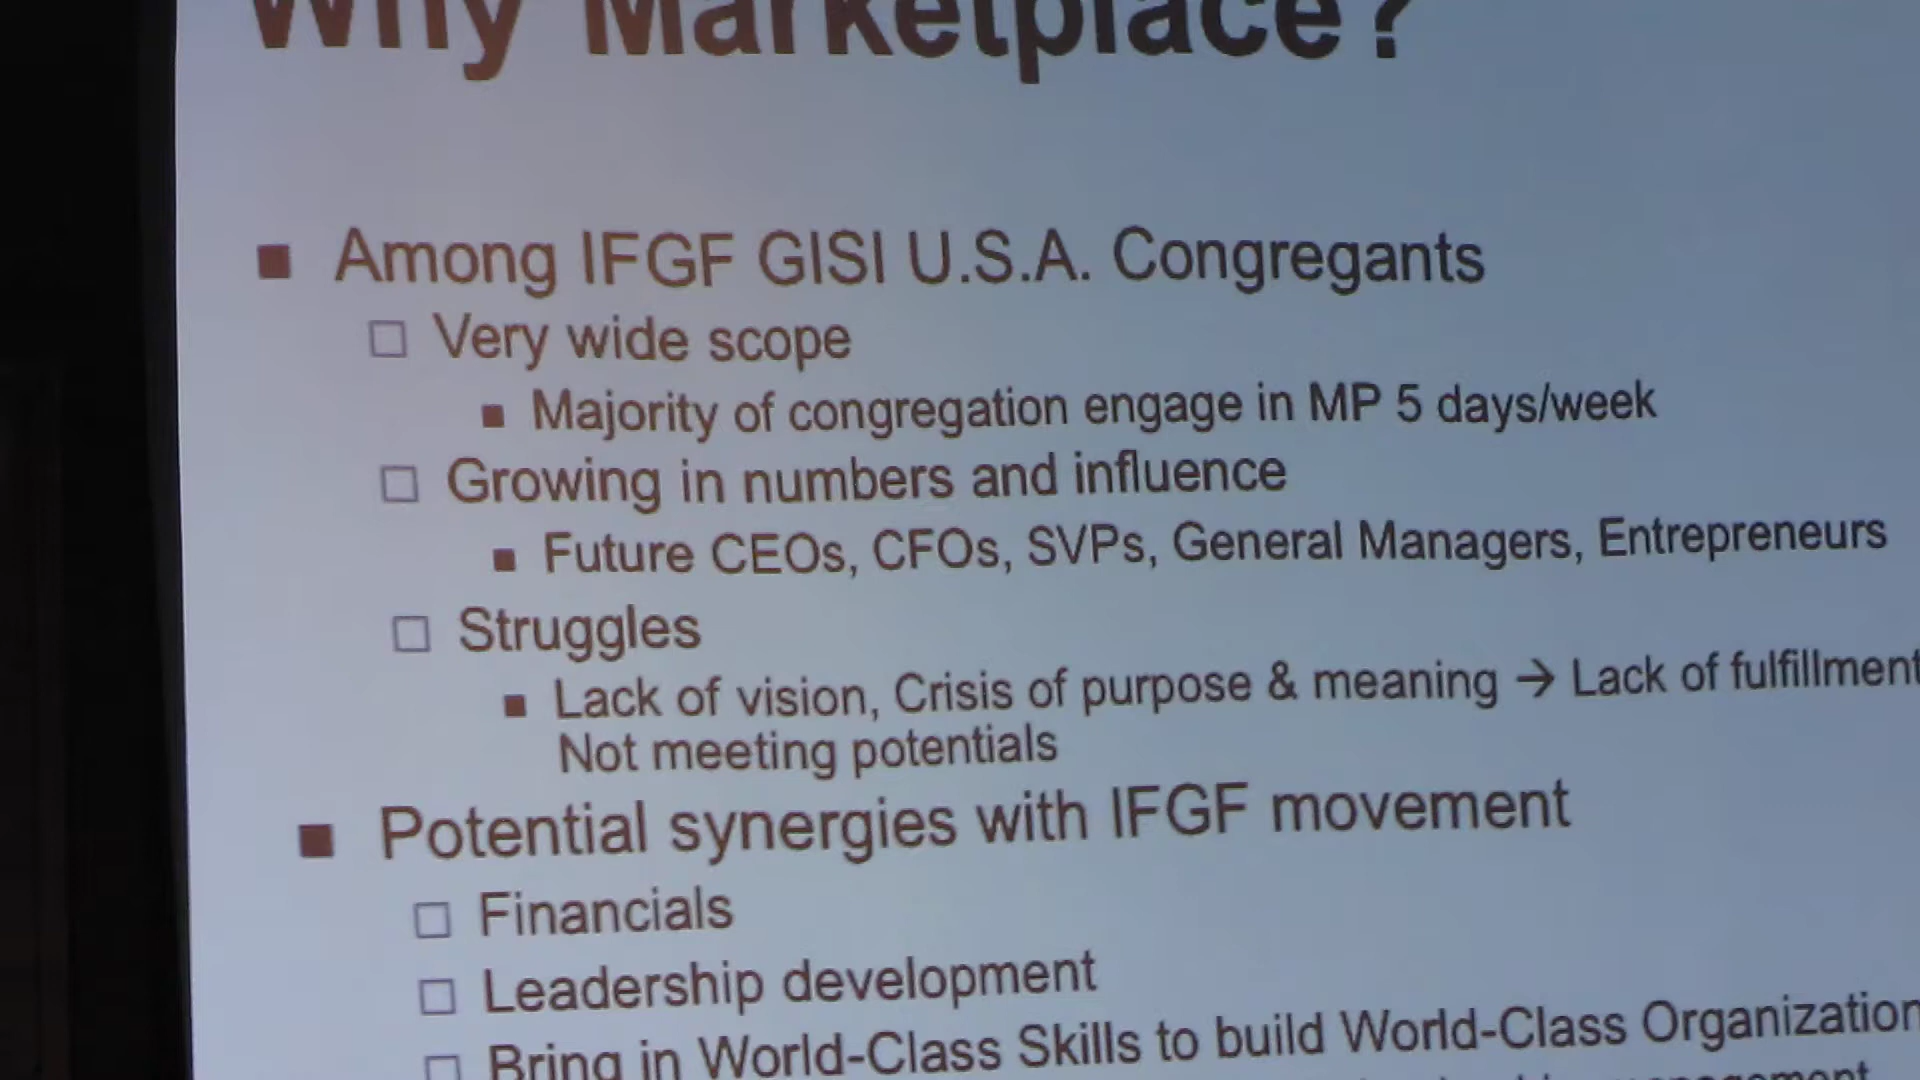 Why Marketplace?
Among IFGF GISI U.S.A. Congregants
Very wide scope
Majority of congregation engage in MP 5 days/week
Growing in numbers and influence
Future CEOs, CFOs, SVPs, General Managers, Entrepreneurs
Struggles
Lack of vision, Crisis of purpose & meaning → Lack of fulfillment
Not meeting potentials
Potential synergies with IFGF movement
Financials
Leadership development
Bring in World-Class Skills to build World-Class Organization